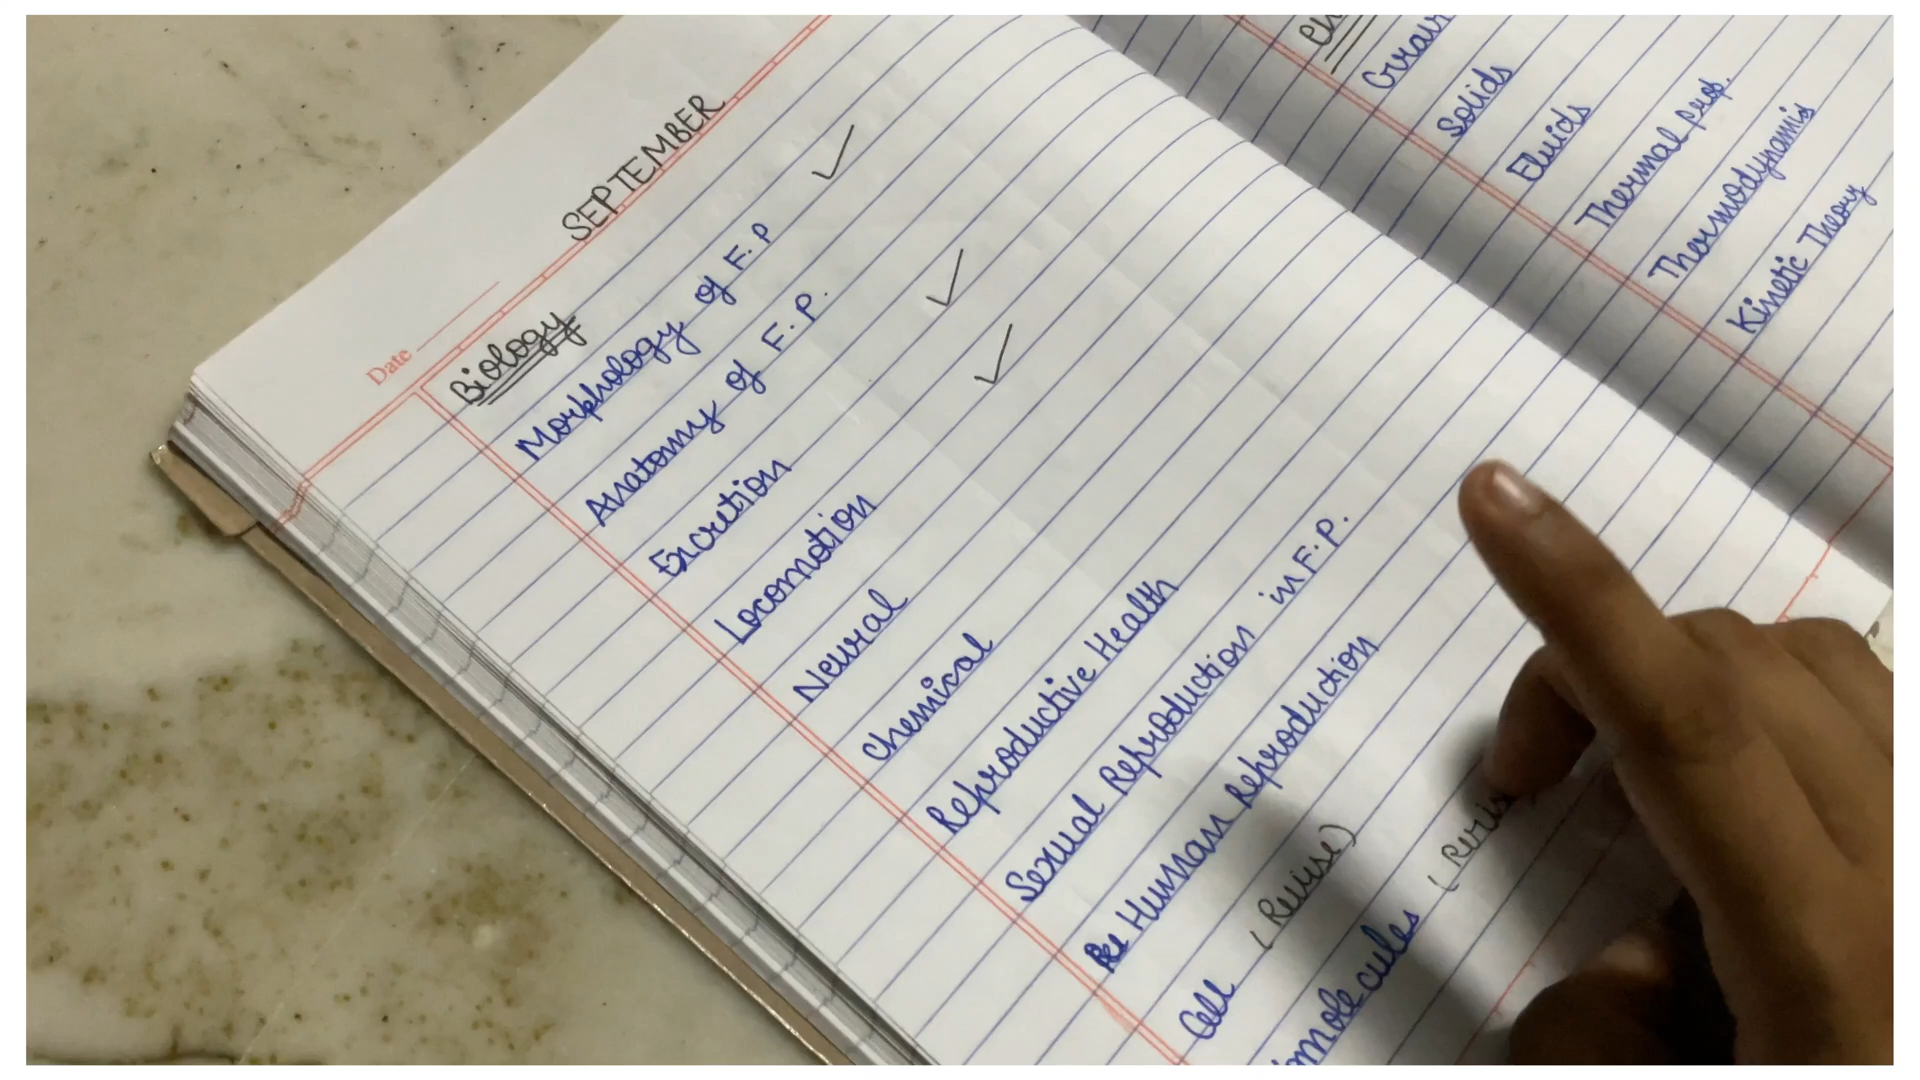 SEPTEMBER
Date
Biology
Morphology of F.P
Anatomy of F.P.
Excretion
Locomotion
Neural
Chemical
Reproductive Health
Sexual Reproduction in F.P.
Human Reproduction
Cell (Revise)
Solids
Fluids
Thermal prop.
Thermodynamis
Kinetic Theory